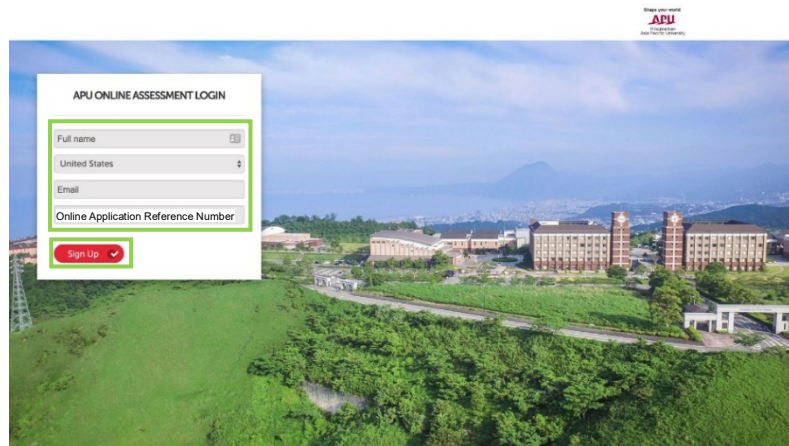 Shape your world
APU
Ritsumeikan
Asia Pacific University
APU ONLINE ASSESSMENT LOGIN
Full name
United States
Email
Online Application Reference Number
Sign Up